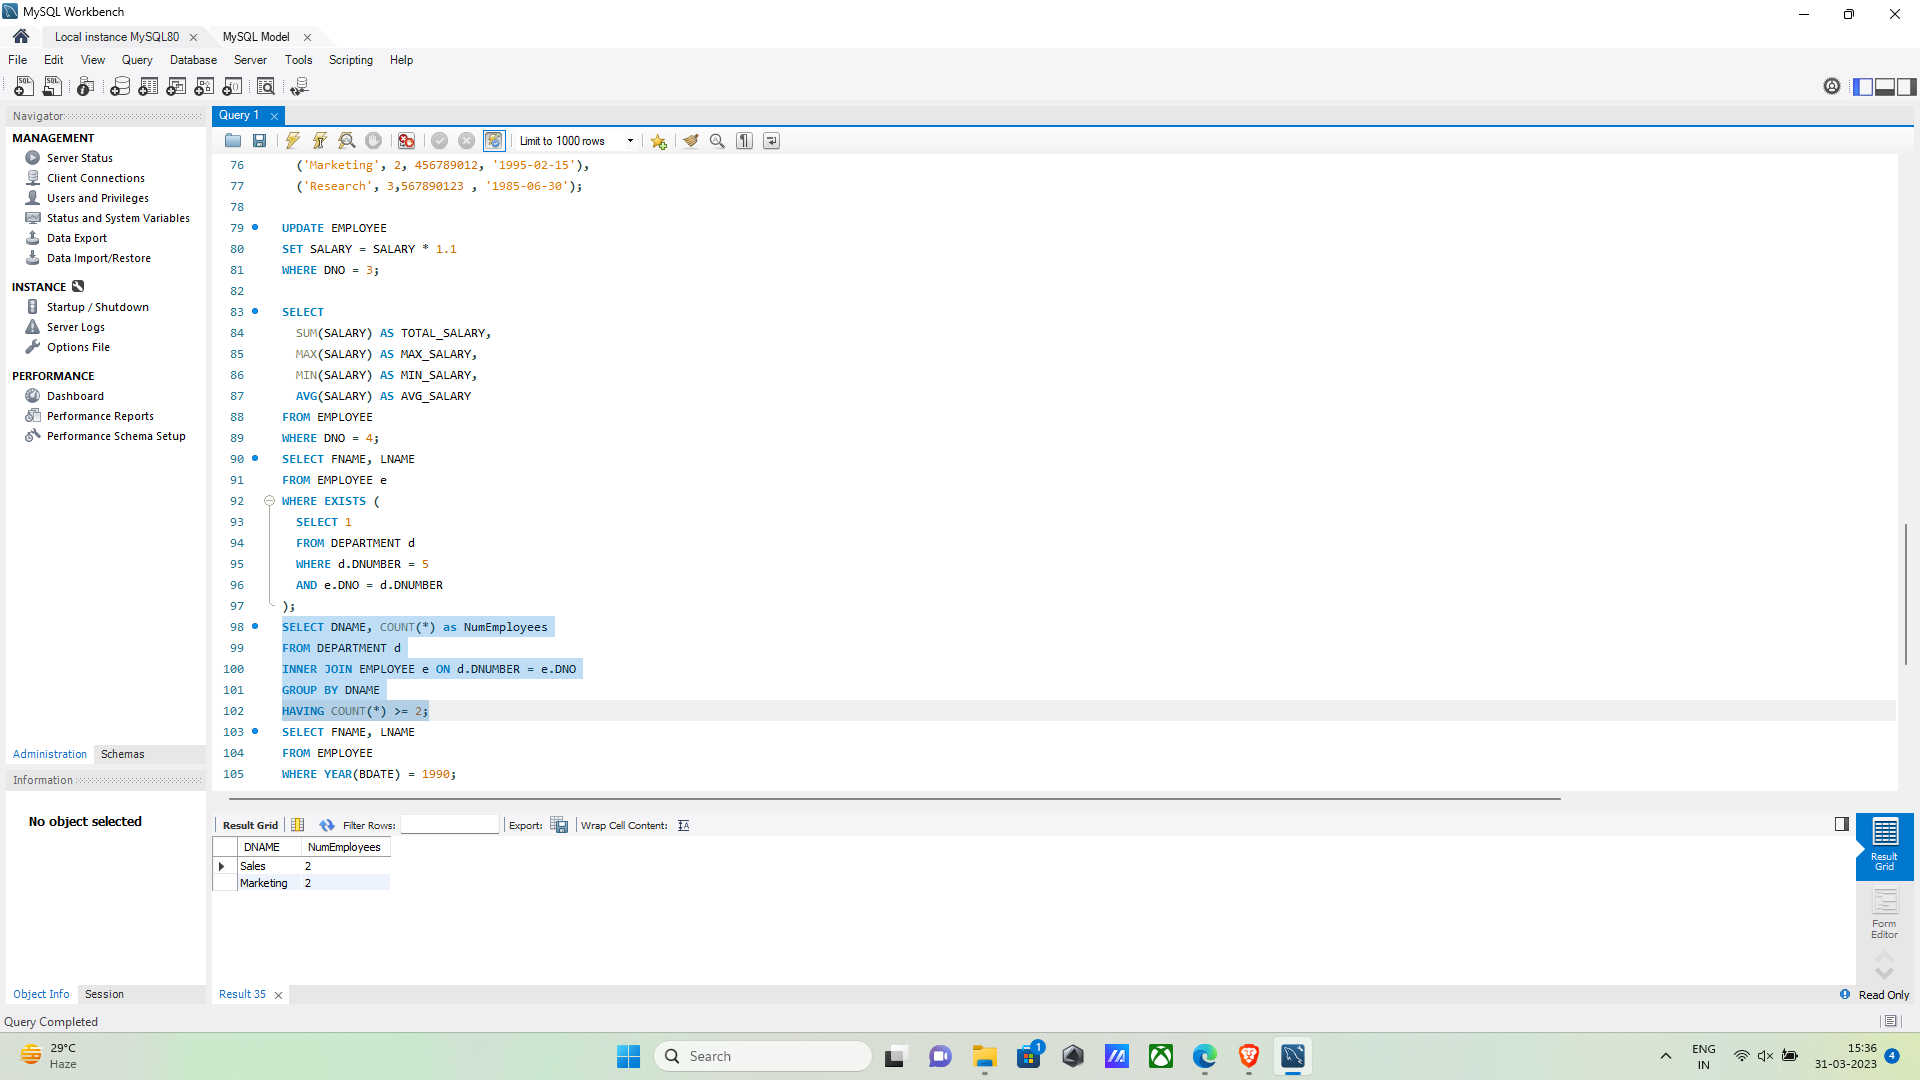 MySQL Workbench
Local instance MySQL80
MySQL Model
File Edit View Query Database Server Tools Scripting Help
Navigator
MANAGEMENT
Server Status
Client Connections
Users and Privileges
Status and System Variables
Data Export
Data Import/Restore
INSTANCE
Startup / Shutdown
Server Logs
Options File
PERFORMANCE
Dashboard
Performance Reports
Performance Schema Setup
Administration Schemas
Information
No object selected
Object Info Session
Query 1
Limit to 1000 rows
76 ('Marketing', 2, 456789012, '1995-02-15'),
77 ('Research', 3,567890123 , '1985-06-30');
78
79 UPDATE EMPLOYEE
80 SET SALARY = SALARY * 1.1
81 WHERE DNO = 3;
82
83 SELECT
84 SUM(SALARY) AS TOTAL_SALARY,
85 MAX(SALARY) AS MAX_SALARY,
86 MIN(SALARY) AS MIN_SALARY,
87 AVG(SALARY) AS AVG_SALARY
88 FROM EMPLOYEE
89 WHERE DNO = 4;
90 SELECT FNAME, LNAME
91 FROM EMPLOYEE e
92 WHERE EXISTS (
93 SELECT 1
94 FROM DEPARTMENT d
95 WHERE d.DNUMBER = 5
96 AND e.DNO = d.DNUMBER
97 );
98 SELECT DNAME, COUNT(*) as NumEmployees
99 FROM DEPARTMENT d
100 INNER JOIN EMPLOYEE e ON d.DNUMBER = e.DNO
101 GROUP BY DNAME
102 HAVING COUNT(*) >= 2;
103 SELECT FNAME, LNAME
104 FROM EMPLOYEE
105 WHERE YEAR(BDATE) = 1990;
Result Grid Filter Rows: Export: Wrap Cell Content:
DNAME NumEmployees
Sales 2
Marketing 2
Result Grid
Form Editor
Result 35
Read Only
Query Completed
29°C
Haze
Search
1
ENG
IN
15:36
31-03-2023
4